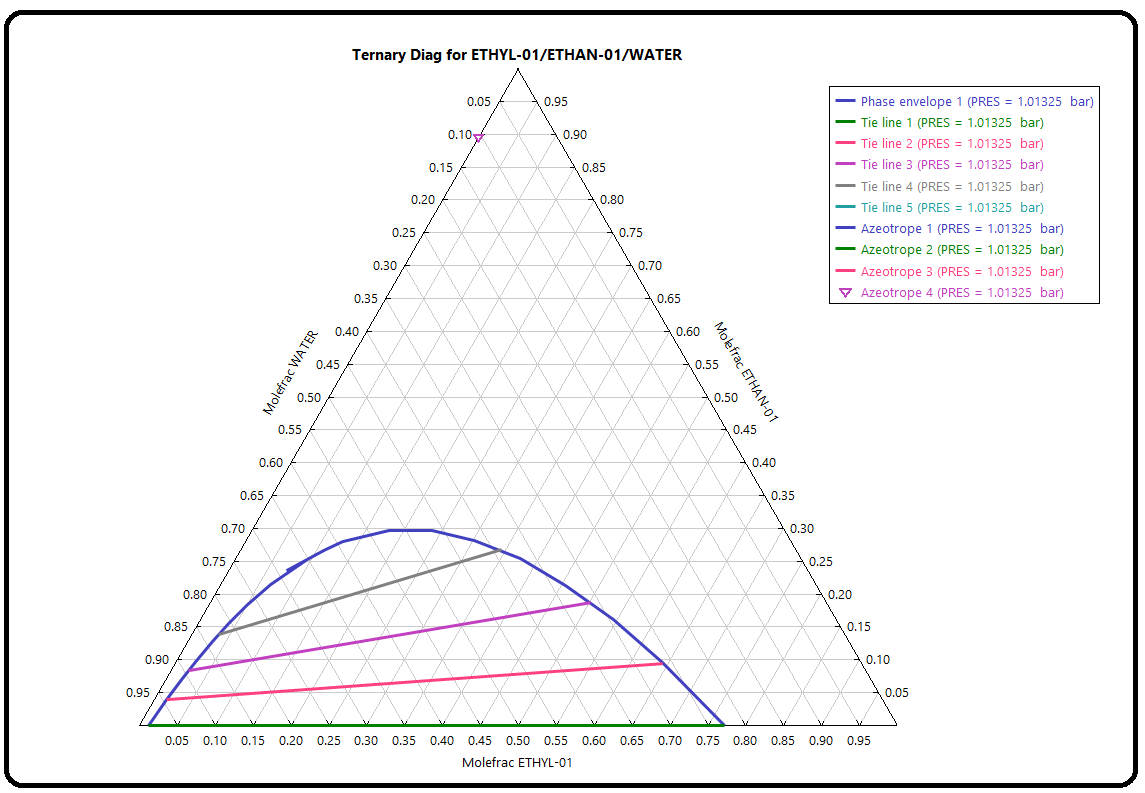 Ternary Diag for ETHYL-01/ETHAN-01/WATER
Phase envelope 1 (PRES = 1.01325 bar)
Tie line 1 (PRES = 1.01325 bar)
Tie line 2 (PRES = 1.01325 bar)
Tie line 3 (PRES = 1.01325 bar)
Tie line 4 (PRES = 1.01325 bar)
Tie line 5 (PRES = 1.01325 bar)
Azeotrope 1 (PRES = 1.01325 bar)
Azeotrope 2 (PRES = 1.01325 bar)
Azeotrope 3 (PRES = 1.01325 bar)
Azeotrope 4 (PRES = 1.01325 bar)
0.05 0.95
0.10 0.90
0.15 0.85
0.20 0.80
0.25 0.75
0.30 0.70
0.35 0.65
0.40 0.60
0.45 0.55
0.50 0.50
0.55 0.45
0.60 0.40
0.65 0.35
0.70 0.30
0.75 0.25
0.80 0.20
0.85 0.15
0.90 0.10
0.95 0.05
Molefrac WATER
Molefrac ETHAN-01
0.05 0.10 0.15 0.20 0.25 0.30 0.35 0.40 0.45 0.50 0.55 0.60 0.65 0.70 0.75 0.80 0.85 0.90 0.95
Molefrac ETHYL-01